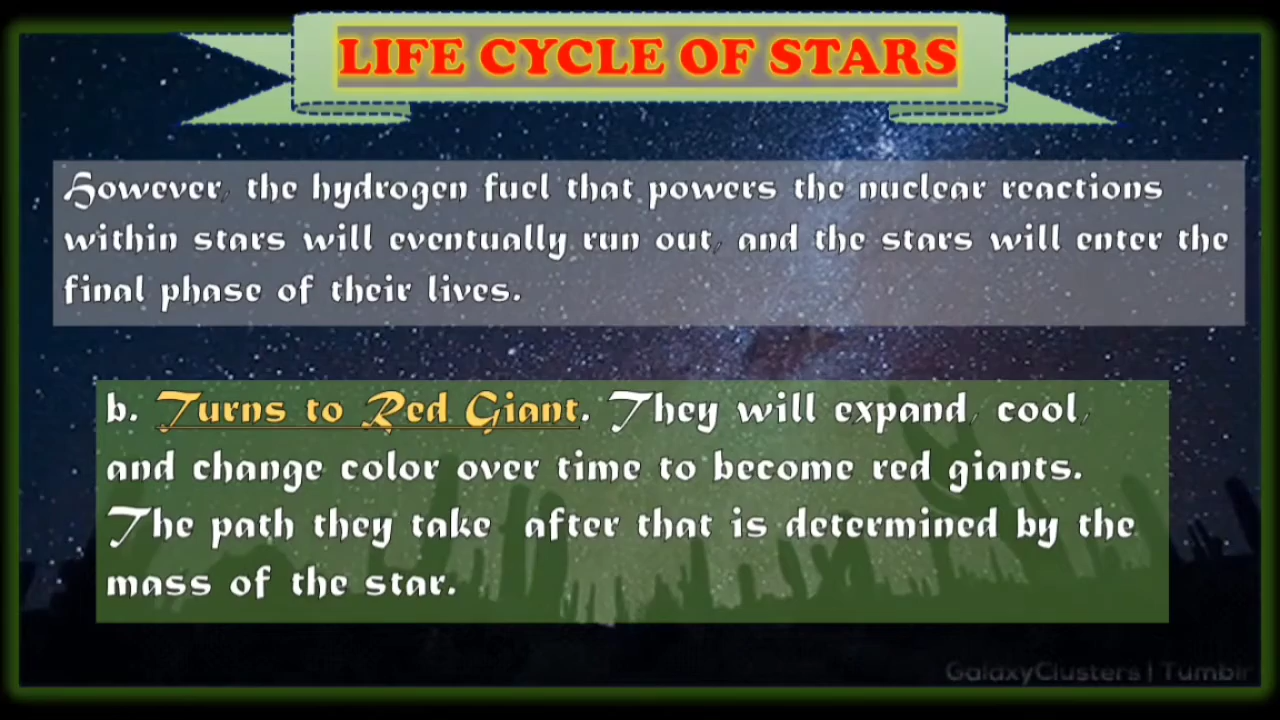 LIFE CYCLE OF STARS
However, the hydrogen fuel that powers the nuclear reactions
within stars will eventually run out, and the stars will enter the
final phase of their lives.
b. Turns to Red Giant. They will expand, cool,
and change color over time to become red giants.
The path they take after that is determined by the
mass of the star.
GalaxyClusters | Tumblr